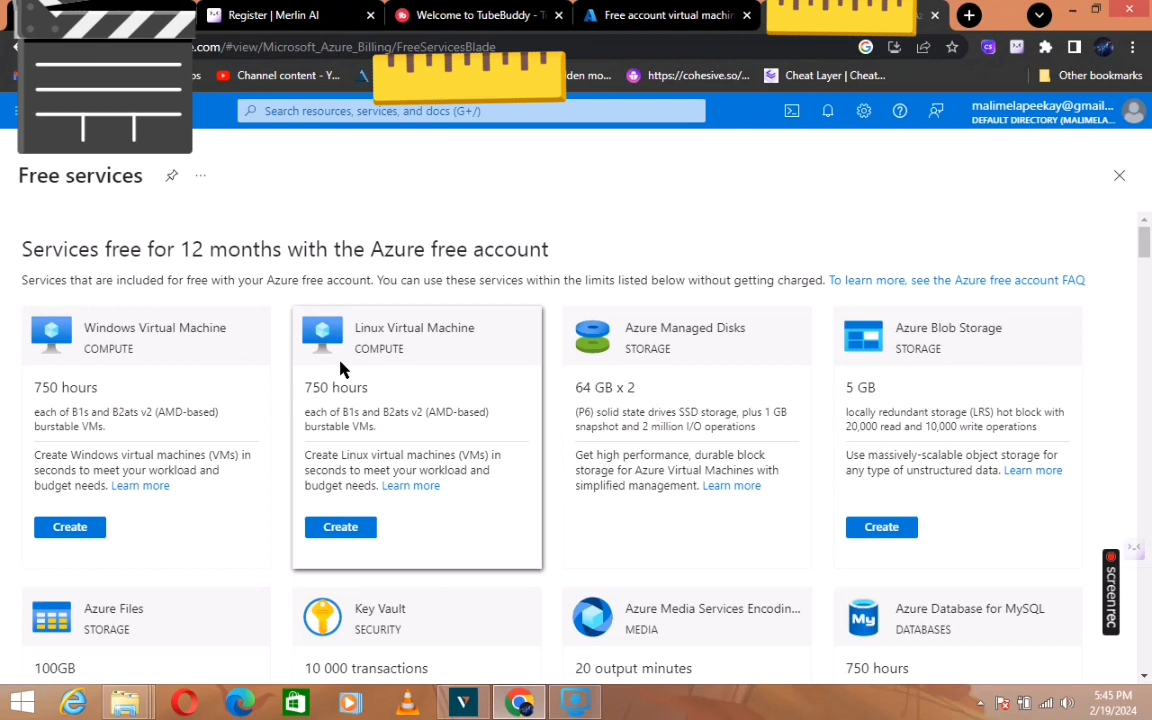 Register | Merlin AI
Welcome to TubeBuddy - T
Free account virtual machin
.com/#view/Microsoft_Azure_Billing/FreeServicesBlade
Channel content - Y...
den mo...
https://cohesive.so/...
Cheat Layer | Cheat...
Other bookmarks
Search resources, services, and docs (G+/)
malimelapeekay@gmail...
DEFAULT DIRECTORY (MALIMELA...
Free services
Services free for 12 months with the Azure free account
Services that are included for free with your Azure free account. You can use these services within the limits listed below without getting charged. To learn more, see the Azure free account FAQ
Windows Virtual Machine
COMPUTE
750 hours
each of B1s and B2ats v2 (AMD-based)
burstable VMs.
Create Windows virtual machines (VMs) in
seconds to meet your workload and
budget needs. Learn more
Create
Linux Virtual Machine
COMPUTE
750 hours
each of B1s and B2ats v2 (AMD-based)
burstable VMs.
Create Linux virtual machines (VMs) in
seconds to meet your workload and
budget needs. Learn more
Create
Azure Managed Disks
STORAGE
64 GB x 2
(P6) solid state drives SSD storage, plus 1 GB
snapshot and 2 million I/O operations
Get high performance, durable block
storage for Azure Virtual Machines with
simplified management. Learn more
Azure Blob Storage
STORAGE
5 GB
locally redundant storage (LRS) hot block with
20,000 read and 10,000 write operations
Use massively-scalable object storage for
any type of unstructured data. Learn more
Create
Azure Files
STORAGE
100GB
Key Vault
SECURITY
10 000 transactions
Azure Media Services Encodin...
MEDIA
20 output minutes
Azure Database for MySQL
DATABASES
750 hours
screenrec
5:45 PM
2/19/2024